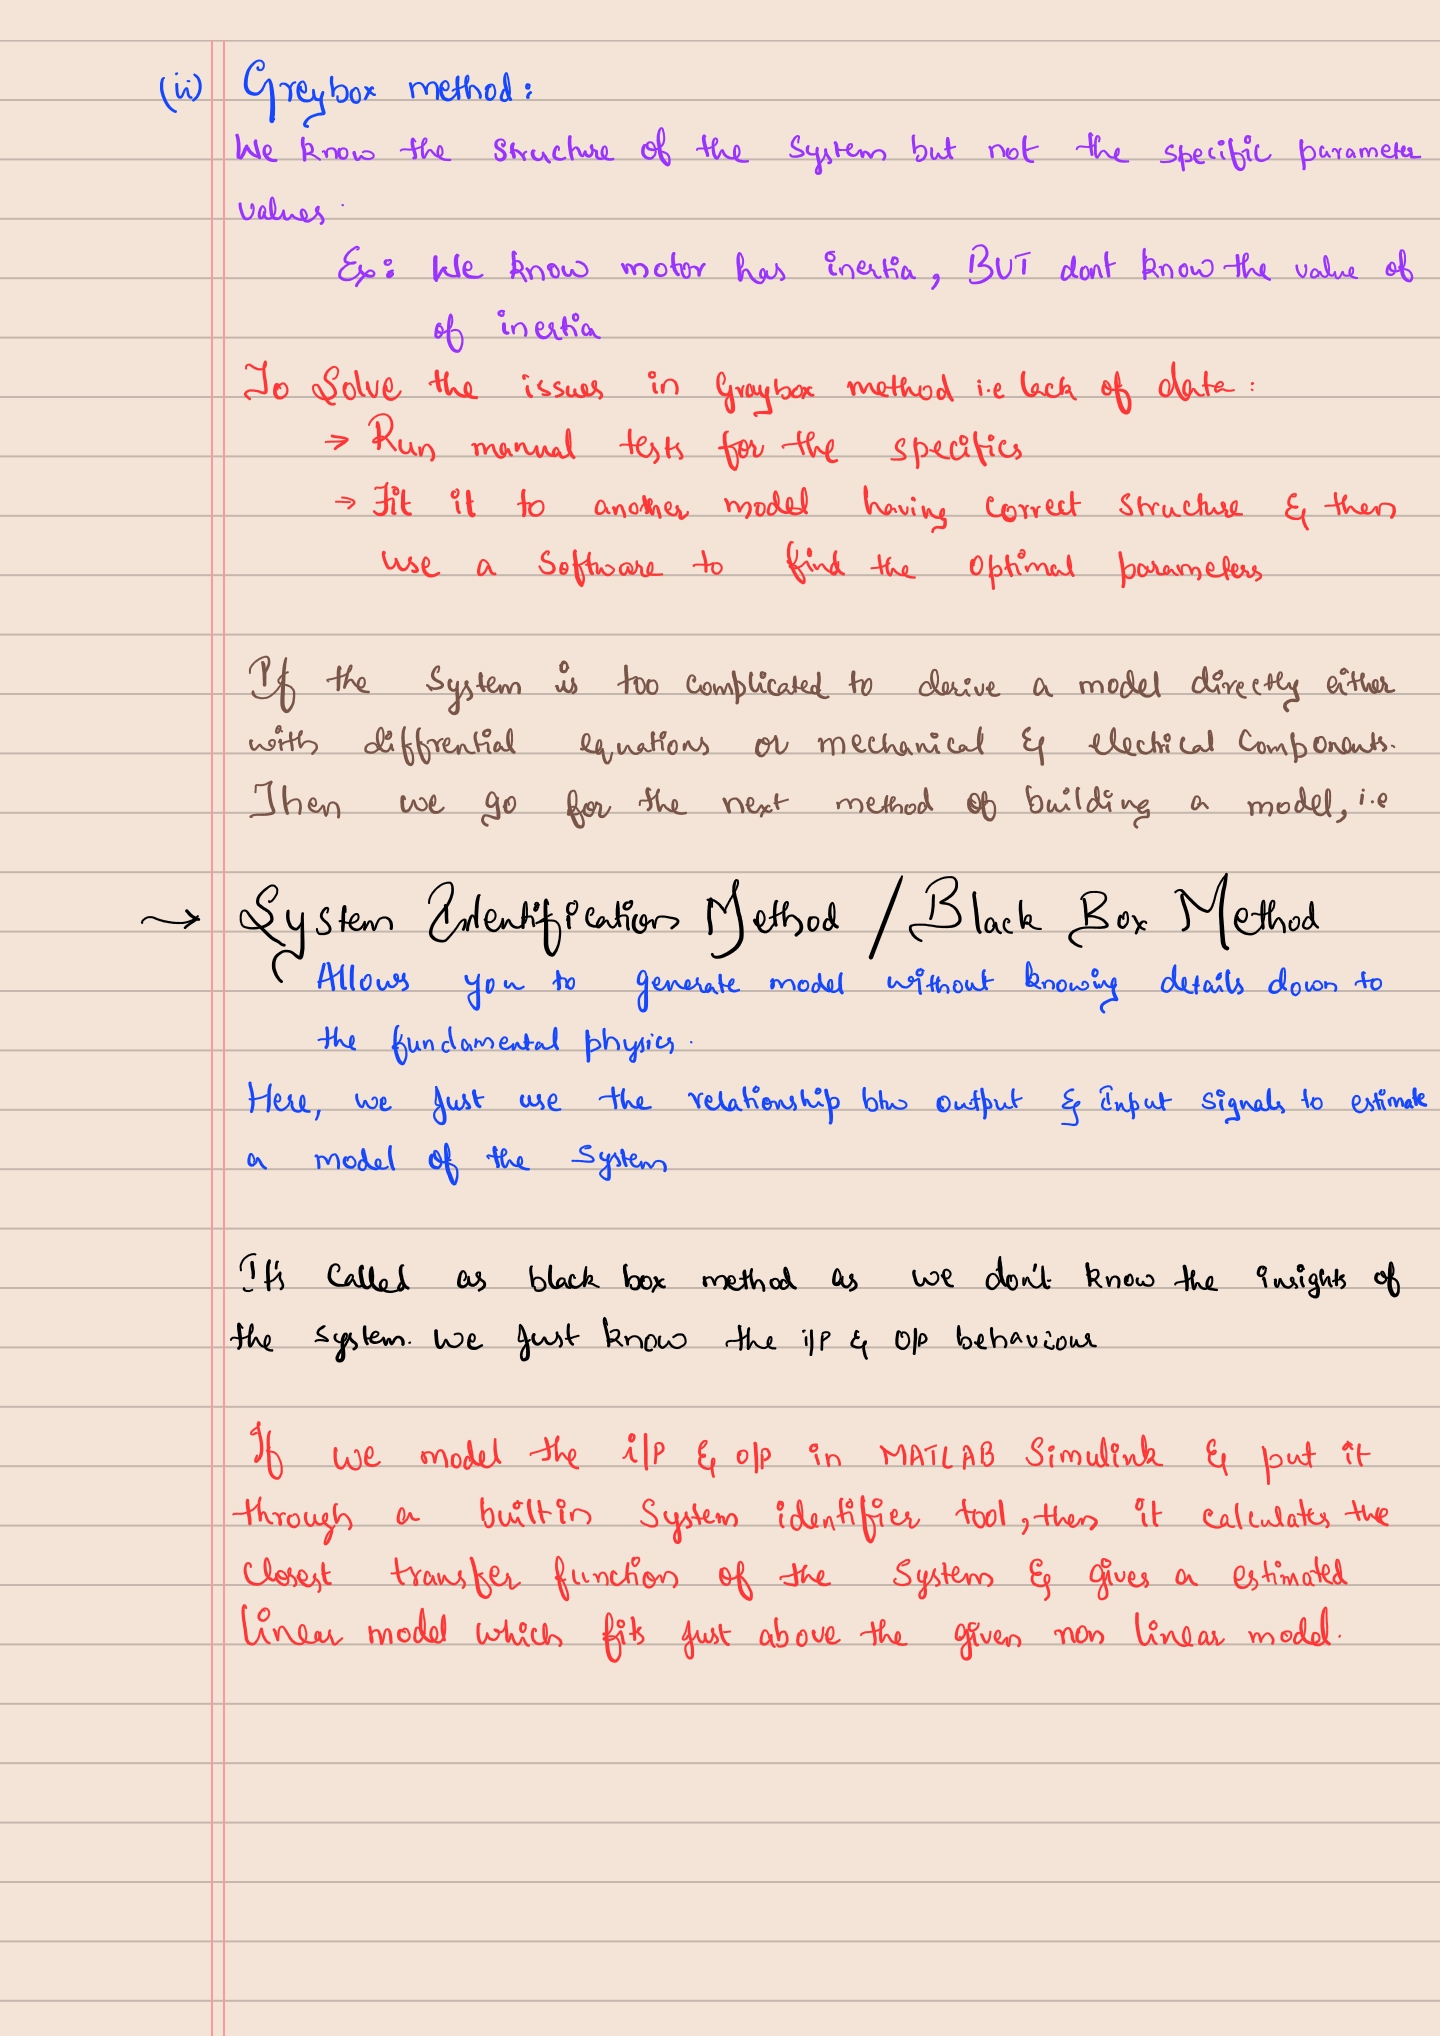 (ii) Greybox method:
We know the structure of the system but not the specific parameter
values.
Ex: We know motor has inertia, BUT dont know the value of
of inertia
To Solve the issues in Graybox method i.e lack of data:
→ Run manual tests for the specifics
→ Fit it to another model having correct structure & then
use a software to find the optimal parameters
If the system is too complicated to derive a model directly either
with diffrential equations or mechanical & electrical components.
Then we go for the next method of building a model, i.e
→ System Identification Method / Black Box Method
Allows you to generate model without knowing details down to
the fundamental physics.
Here, we just use the relationship btw output & input signals to estimate
a model of the system
It's called as black box method as we don't know the insights of
the system. We just know the i/p & o/p behaviour
If we model the i/p & o/p in MATLAB Simulink & put it
through a built in system identifier tool, then it calculates the
closest transfer function of the system & gives a estimated
linear model which fits just above the given non linear model.